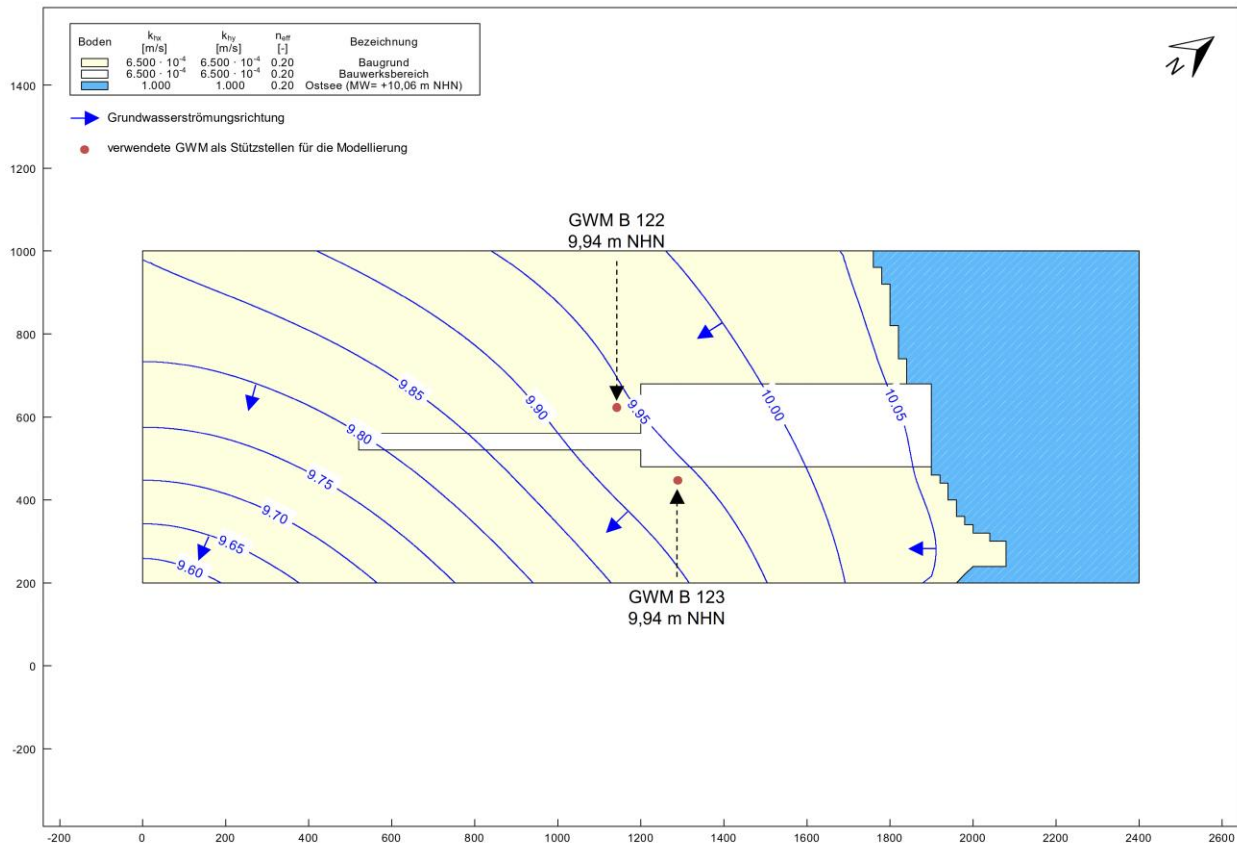 Boden k_hx k_hy n_eff Bezeichnung
[m/s] [m/s] [-]
6.500 · 10⁻⁴ 6.500 · 10⁻⁴ 0.20 Baugrund
6.500 · 10⁻⁴ 6.500 · 10⁻⁴ 0.20 Bauwerksbereich
1.000 1.000 0.20 Ostsee (MW= +10,06 m NHN)
Grundwasserströmungsrichtung
verwendete GWM als Stützstellen für die Modellierung
N
1400
1200
1000
800
600
400
200
0
-200
GWM B 122
9,94 m NHN
9.85
9.90
9.95
10.00
10.05
9.80
9.75
9.70
9.65
9.60
GWM B 123
9,94 m NHN
-200 0 200 400 600 800 1000 1200 1400 1600 1800 2000 2200 2400 2600